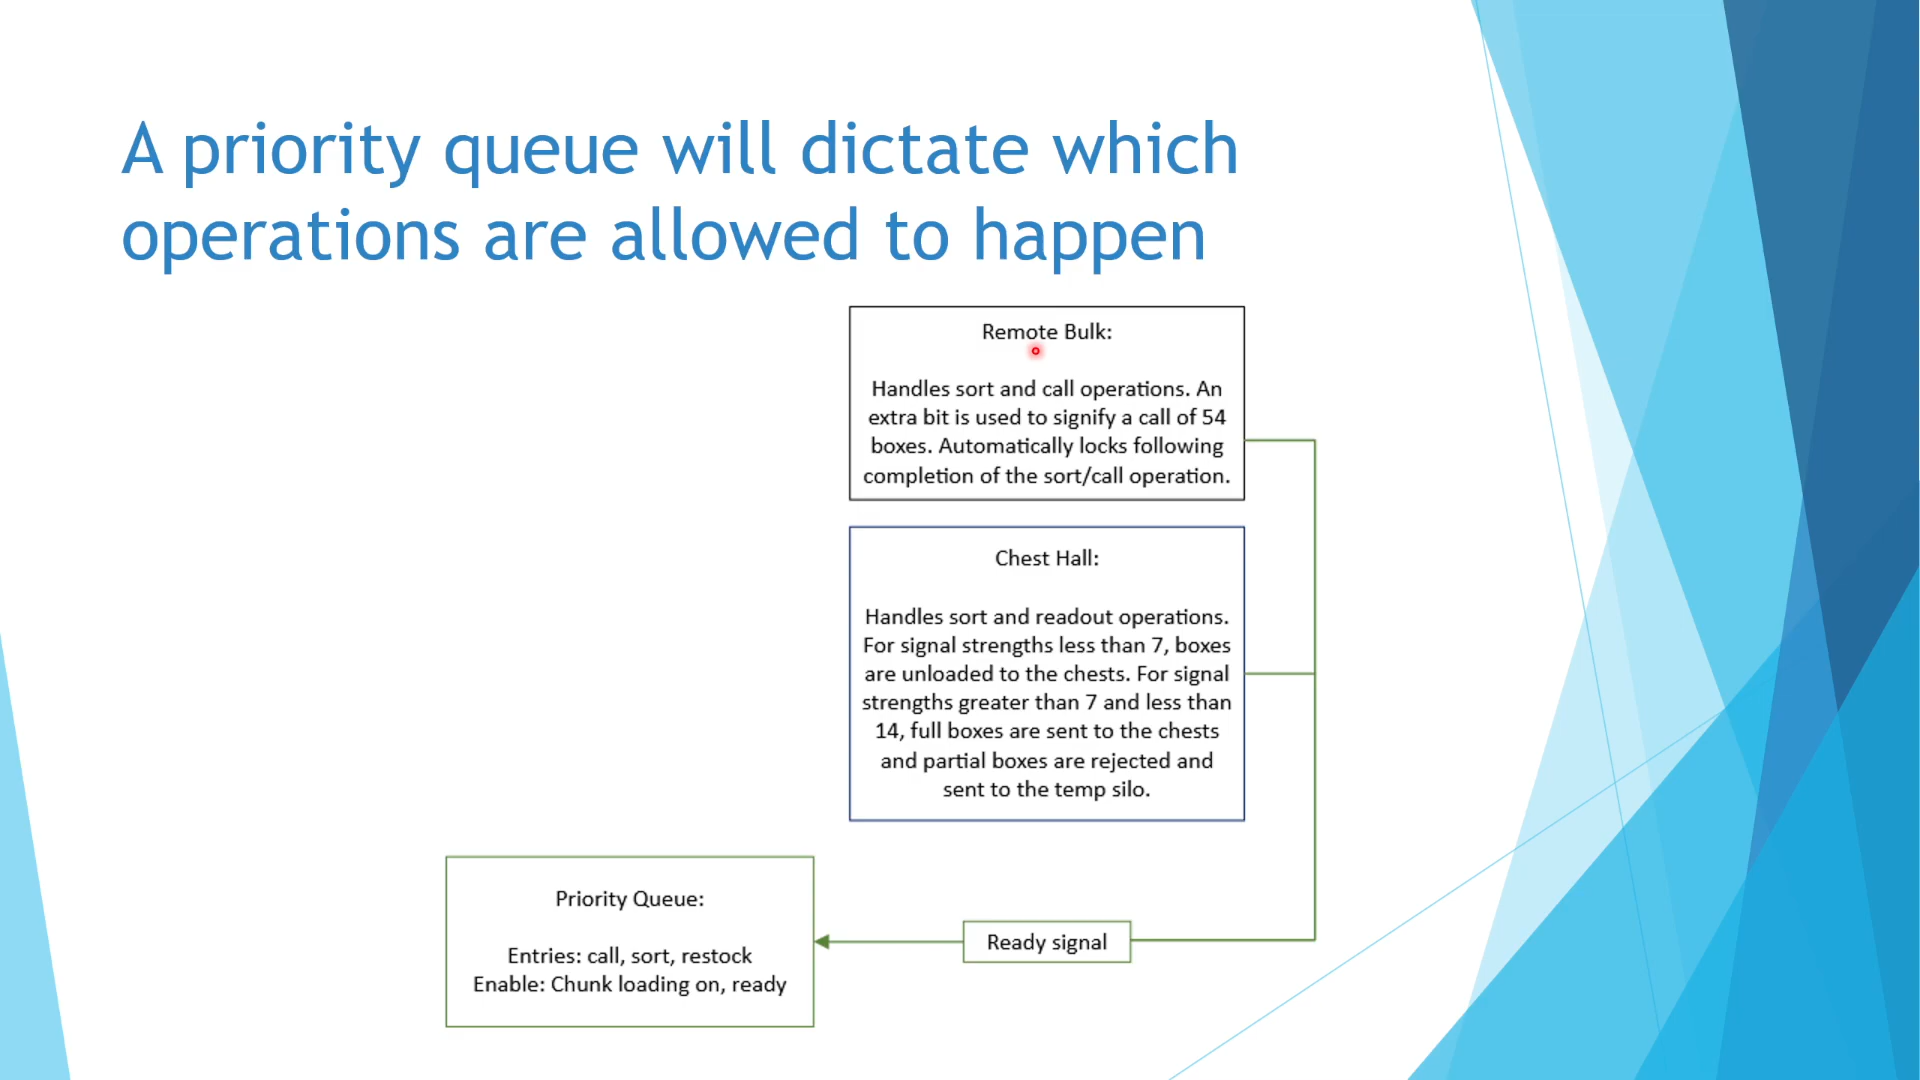 A priority queue will dictate which
operations are allowed to happen
Remote Bulk:
Handles sort and call operations. An
extra bit is used to signify a call of 54
boxes. Automatically locks following
completion of the sort/call operation.
Chest Hall:
Handles sort and readout operations.
For signal strengths less than 7, boxes
are unloaded to the chests. For signal
strengths greater than 7 and less than
14, full boxes are sent to the chests
and partial boxes are rejected and
sent to the temp silo.
Priority Queue:
Entries: call, sort, restock
Enable: Chunk loading on, ready
Ready signal